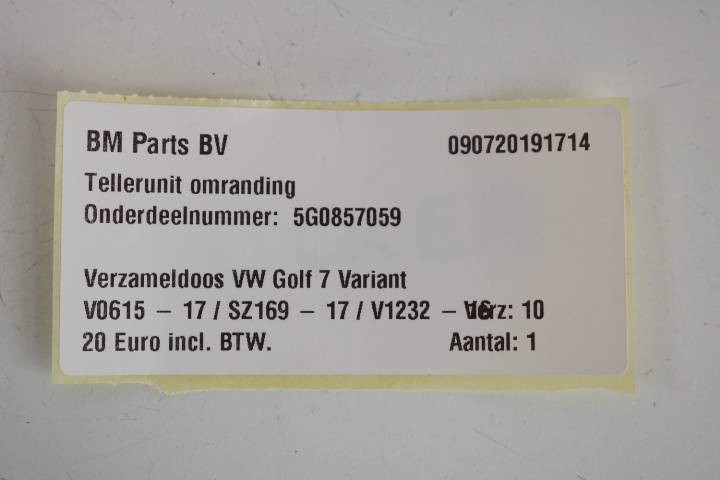 BM Parts BV 090720191714
Tellerunit omranding
Onderdeelnummer: 5G0857059
Verzameldoos VW Golf 7 Variant
V0615 – 17 / SZ169 – 17 / V1232 – Verz: 10
20 Euro incl. BTW. Aantal: 1